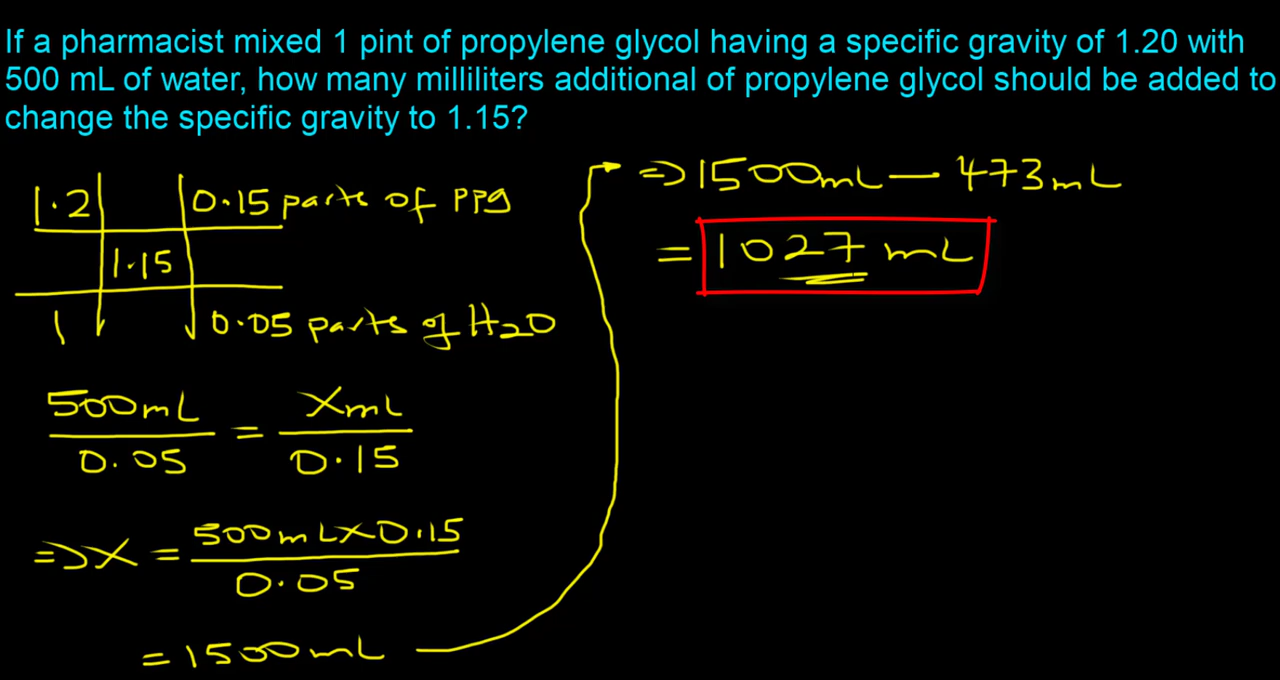 If a pharmacist mixed 1 pint of propylene glycol having a specific gravity of 1.20 with
500 mL of water, how many milliliters additional of propylene glycol should be added to
change the specific gravity to 1.15?
1.2 0.15 parts of PPg
1.15
1 0.05 parts of H2O
500mL / 0.05 = XmL / 0.15
=> X = 500mL X 0.15 / 0.05
= 1500mL
=> 1500mL - 473mL
= 1027 mL